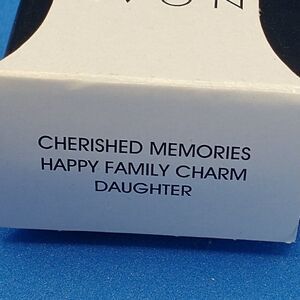 CHERISHED MEMORIES
HAPPY FAMILY CHARM
DAUGHTER